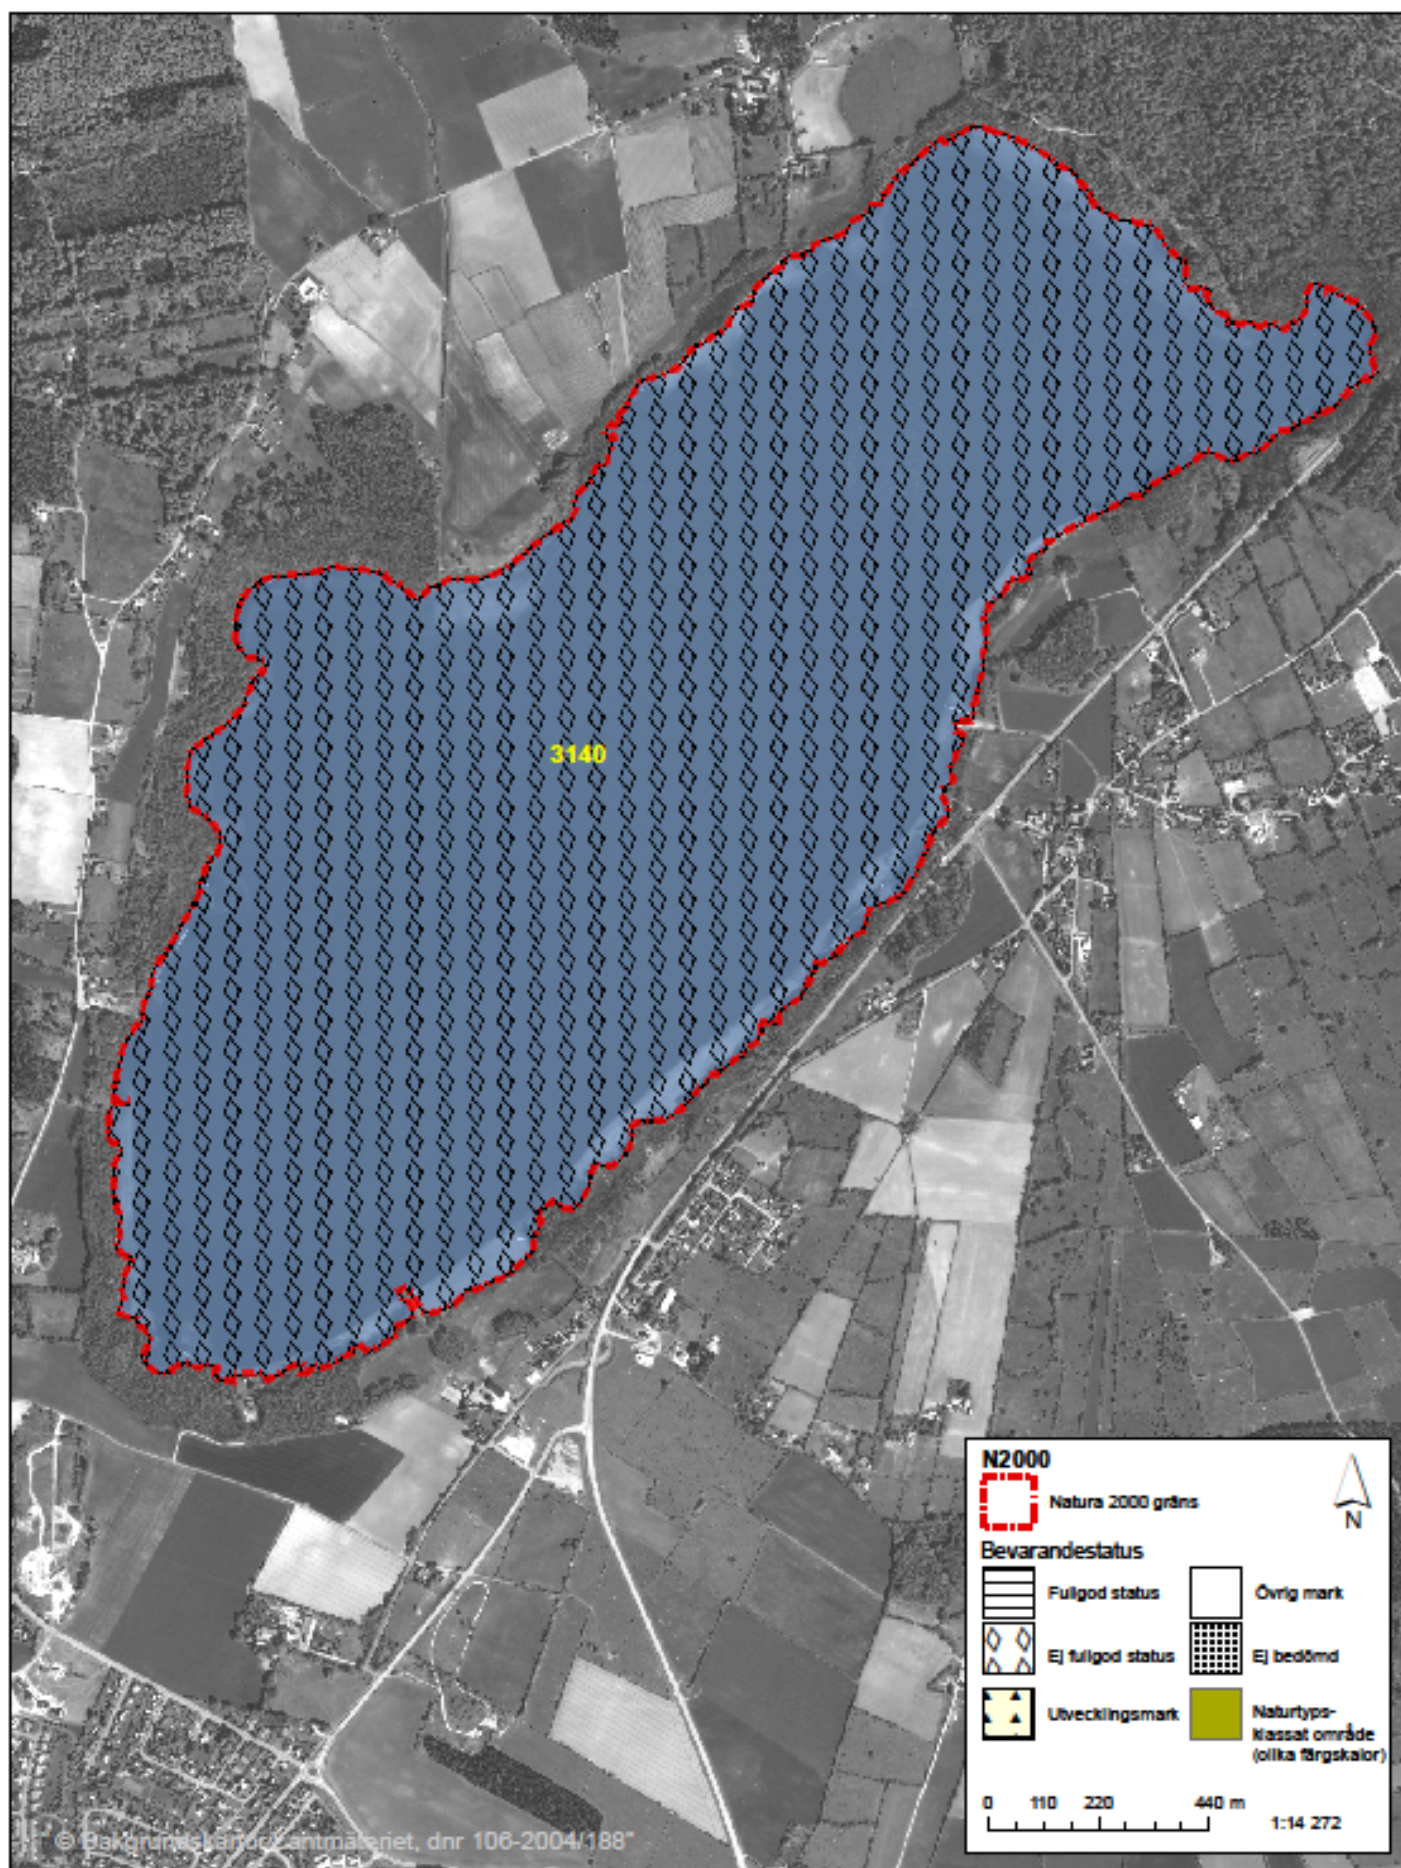 3140
N2000
Natura 2000 gräns
N
Bevarandestatus
Fullgod status
Övrig mark
Ej fullgod status
Ej bedömd
Utvecklingsmark
Naturtyps-
klassat område
(olika färgskalor)
0 110 220 440 m
1:14 272
© Bakgrundskartor Lantmäteriet, dnr 106-2004/188"